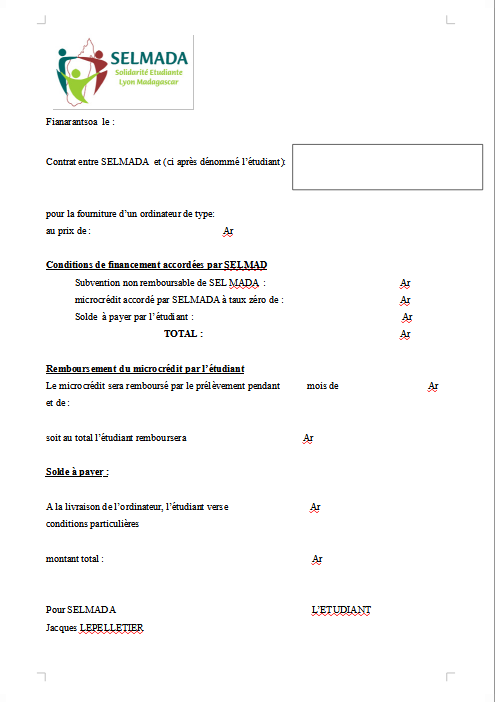 SELMADA
Solidarité Etudiante
Lyon Madagascar
Fianarantsoa le :
Contrat entre SELMADA et (ci après dénommé l'étudiant):
pour la fourniture d'un ordinateur de type:
au prix de : Ar
Conditions de financement accordées par SELMAD
Subvention non remboursable de SEL MADA : Ar
microcrédit accordé par SELMADA à taux zéro de : Ar
Solde à payer par l'étudiant : Ar
TOTAL : Ar
Remboursement du microcrédit par l'étudiant
Le microcrédit sera remboursé par le prélèvement pendant mois de Ar
et de :
soit au total l'étudiant remboursera Ar
Solde à payer :
A la livraison de l'ordinateur, l'étudiant verse Ar
conditions particulières
montant total : Ar
Pour SELMADA L'ETUDIANT
Jacques LEPELLETIER